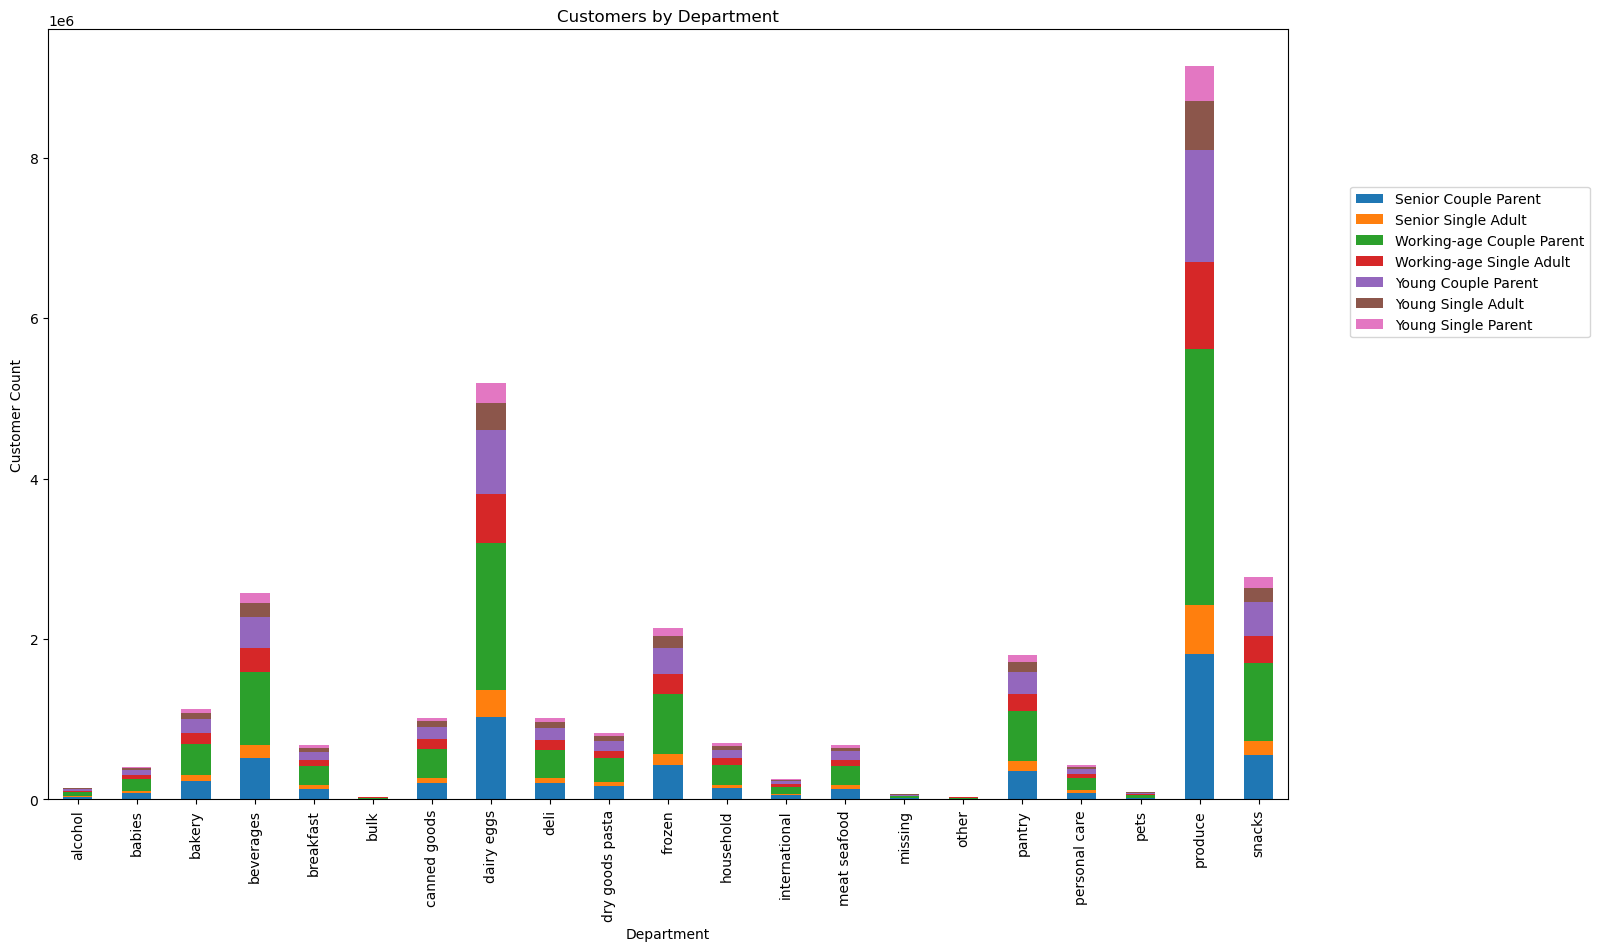 Customers by Department
1e6
8
6
4
2
0
Customer Count
alcohol
babies
bakery
beverages
breakfast
bulk
canned goods
dairy eggs
deli
dry goods pasta
frozen
household
international
meat seafood
missing
other
pantry
personal care
pets
produce
snacks
Department
Senior Couple Parent
Senior Single Adult
Working-age Couple Parent
Working-age Single Adult
Young Couple Parent
Young Single Adult
Young Single Parent